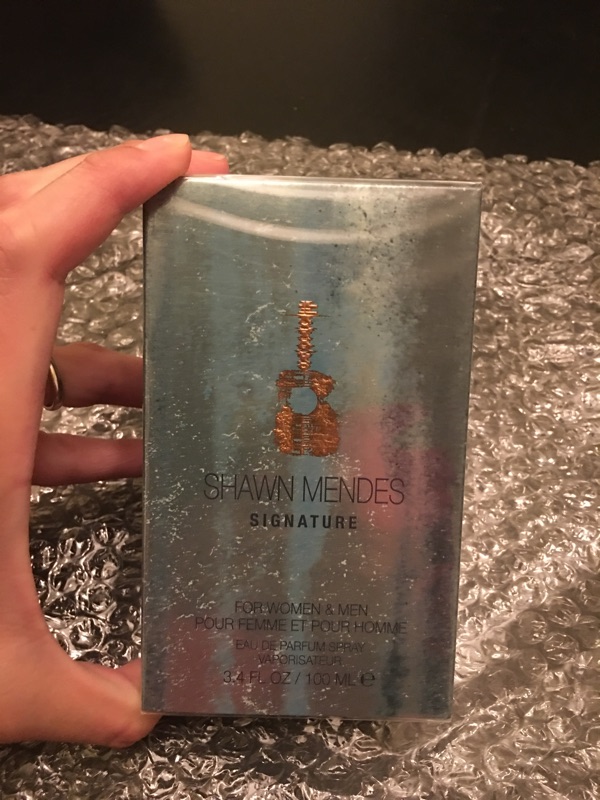 SHAWN MENDES
SIGNATURE
FOR WOMEN & MEN
POUR FEMME ET POUR HOMME
EAU DE PARFUM SPRAY
VAPORISATEUR
3.4 FL. OZ / 100 ML ℮